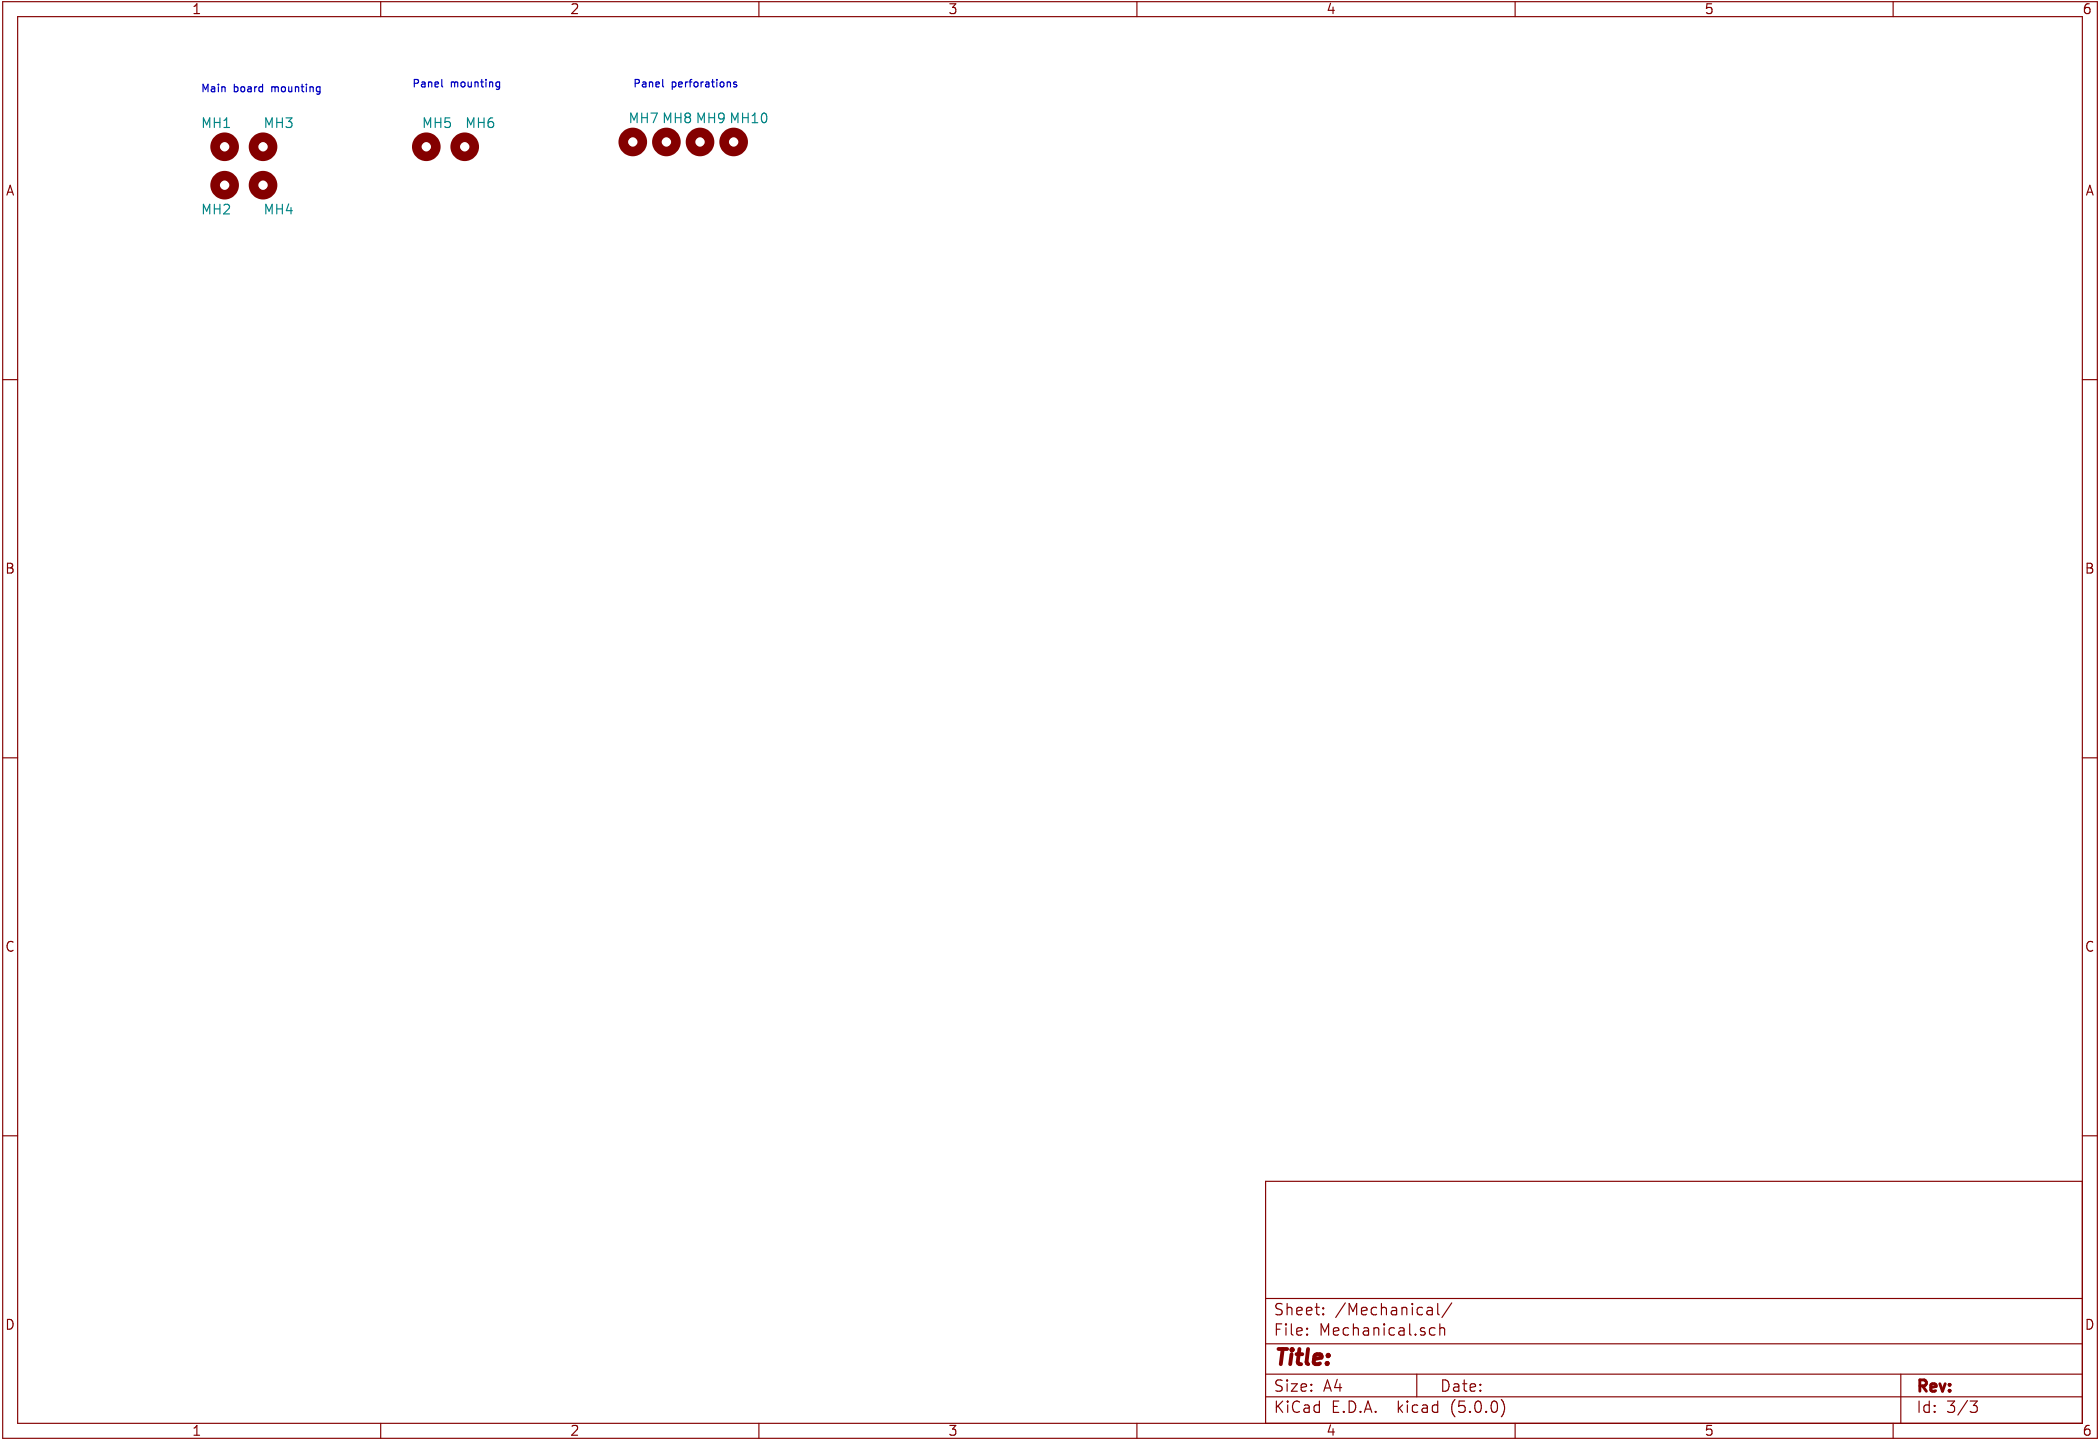 1 2 3 4 5 6
Main board mounting
Panel mounting
Panel perforations
MH1 MH3
MH5 MH6
MH7 MH8 MH9 MH10
A A
MH2 MH4
B B
C C
Sheet: /Mechanical/
File: Mechanical.sch
D D
Title:
Size: A4 Date: Rev:
KiCad E.D.A. kicad (5.0.0) Id: 3/3
1 2 3 4 5 6